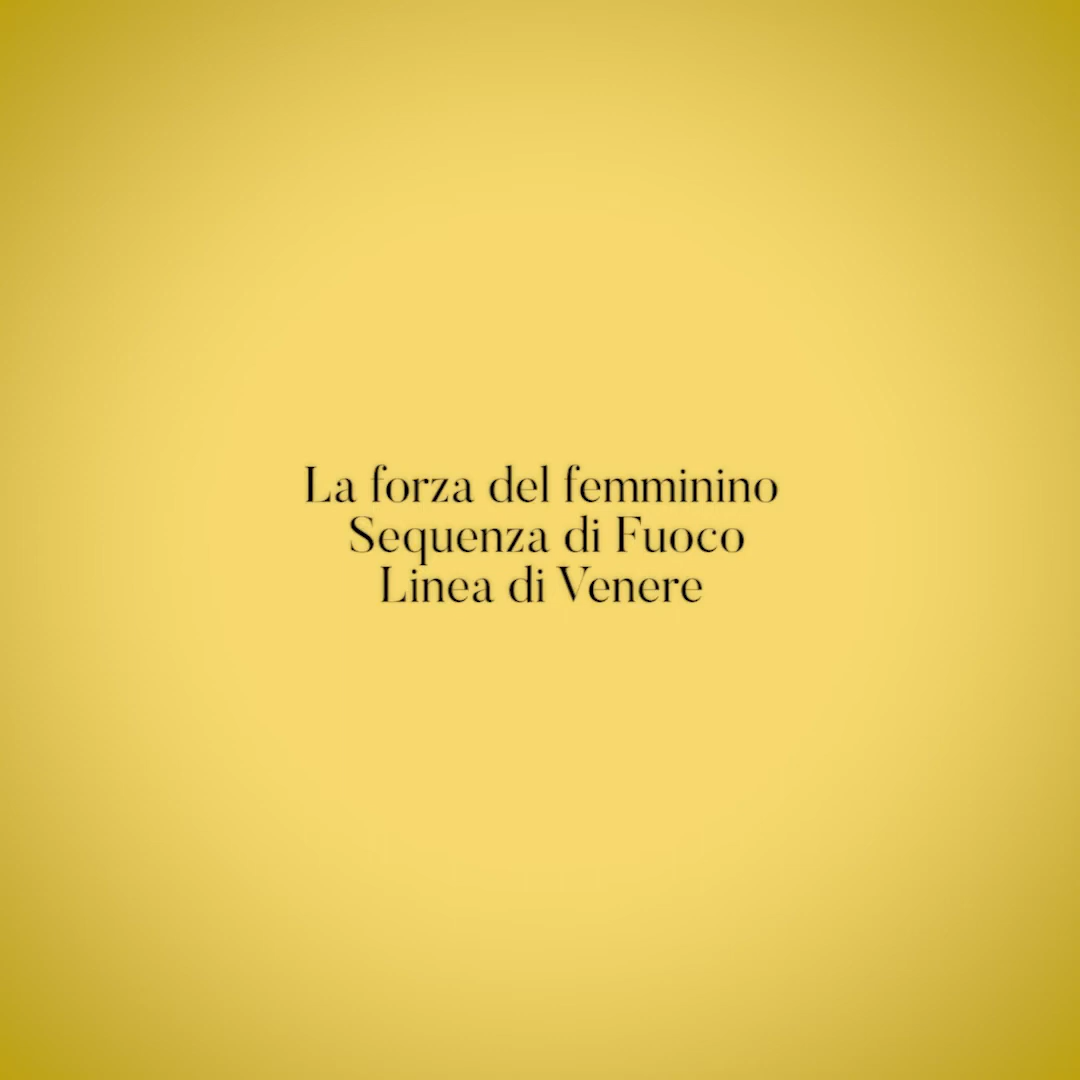 La forza del femminino
Sequenza di Fuoco
Linea di Venere